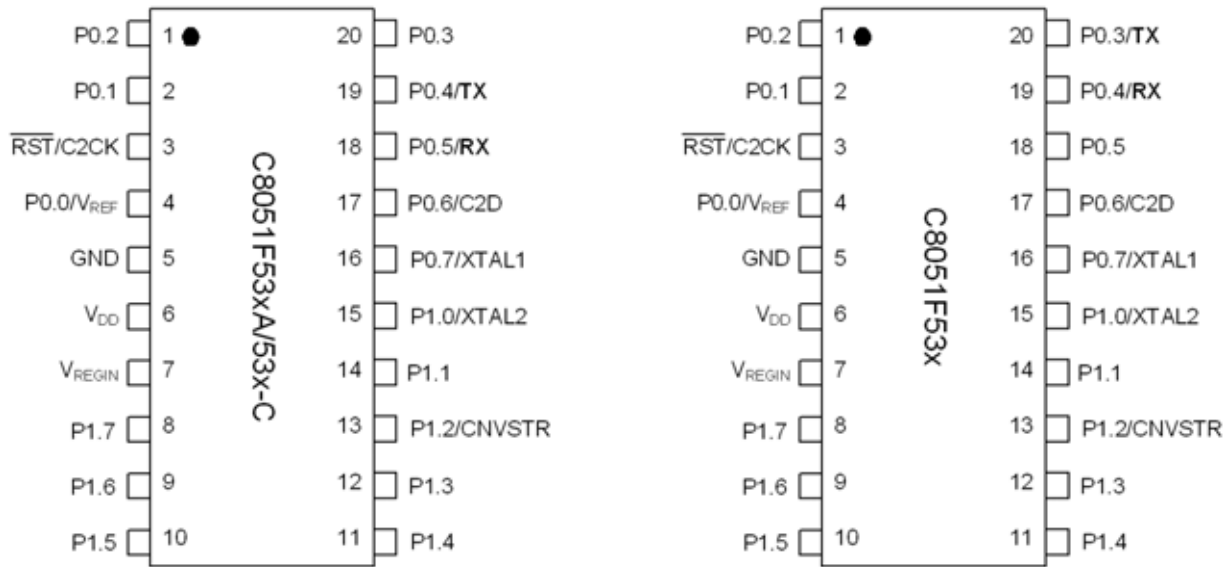 P0.2 1 20 P0.3
P0.1 2 19 P0.4/TX
RST/C2CK 3 18 P0.5/RX
P0.0/VREF 4 17 P0.6/C2D
GND 5 16 P0.7/XTAL1
VDD 6 15 P1.0/XTAL2
VREGIN 7 14 P1.1
P1.7 8 13 P1.2/CNVSTR
P1.6 9 12 P1.3
P1.5 10 11 P1.4
C8051F53xA/53x-C
P0.2 1 20 P0.3/TX
P0.1 2 19 P0.4/RX
RST/C2CK 3 18 P0.5
P0.0/VREF 4 17 P0.6/C2D
GND 5 16 P0.7/XTAL1
VDD 6 15 P1.0/XTAL2
VREGIN 7 14 P1.1
P1.7 8 13 P1.2/CNVSTR
P1.6 9 12 P1.3
P1.5 10 11 P1.4
C8051F53x